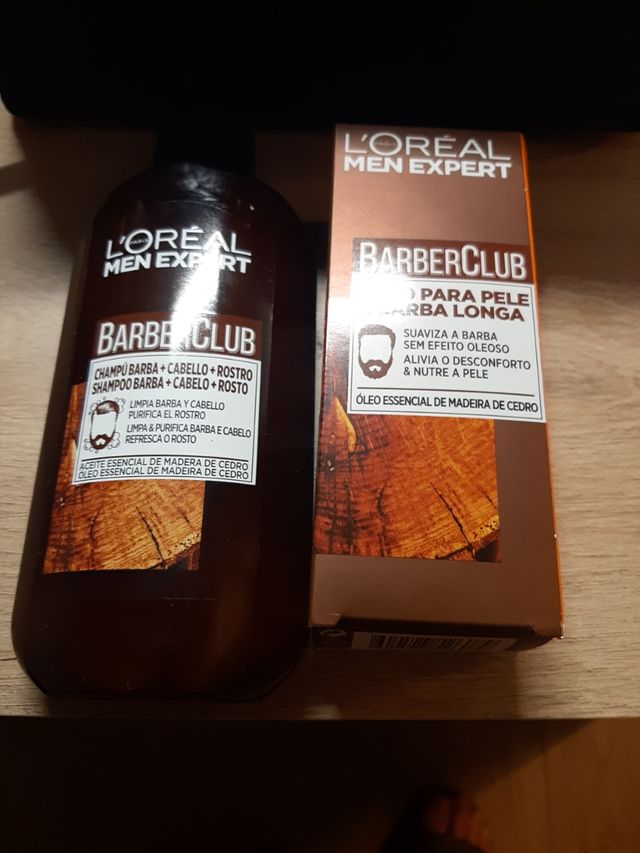 L'ORÉAL
PARIS
MEN EXPERT
BARBERCLUB
CHAMPÚ BARBA + CABELLO + ROSTRO
SHAMPOO BARBA + CABELO + ROSTO
LIMPIA BARBA Y CABELLO
PURIFICA EL ROSTRO
LIMPA & PURIFICA BARBA E CABELO
REFRESCA O ROSTO
ACEITE ESENCIAL DE MADERA DE CEDRO
ÓLEO ESSENCIAL DE MADEIRA DE CEDRO
L'ORÉAL
PARIS
MEN EXPERT
BARBERCLUB
PARA PELE
BARBA LONGA
SUAVIZA A BARBA
SEM EFEITO OLEOSO
ALIVIA O DESCONFORTO
& NUTRE A PELE
ÓLEO ESSENCIAL DE MADEIRA DE CEDRO